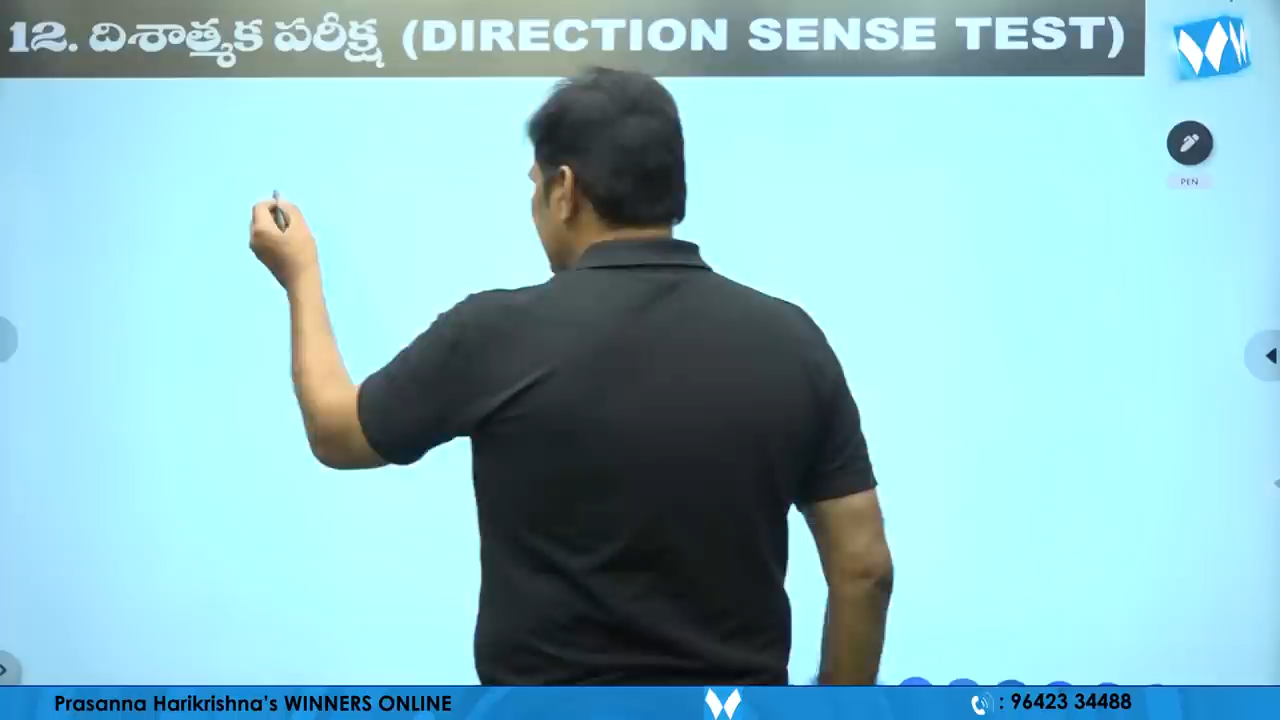 12. దిశాత్మక పరీక్ష (DIRECTION SENSE TEST)
PEN
Prasanna Harikrishna's WINNERS ONLINE
: 96423 34488